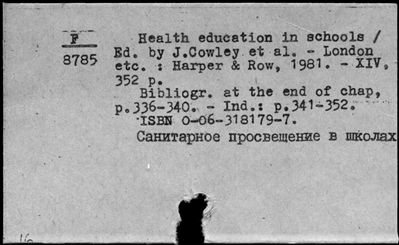 F
8785
Health education in schools /
Ed. by J.Cowley et al. - London
etc. : Harper & Row, 1981. - XIV,
352 p.
Bibliogr. at the end of chap,
p.336-340. - Ind.: p.341-352.
ISBN 0-06-318179-7.
Санитарное просвещение в школах